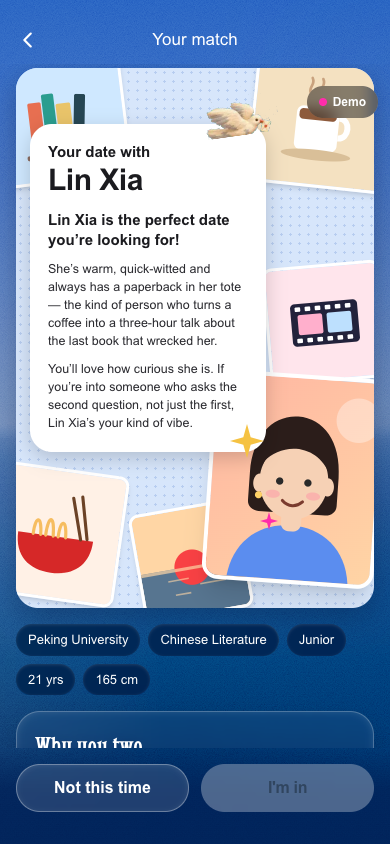 Your match
Demo
Your date with
Lin Xia
Lin Xia is the perfect date
you’re looking for!
She’s warm, quick-witted and
always has a paperback in her tote
— the kind of person who turns a
coffee into a three-hour talk about
the last book that wrecked her.
You’ll love how curious she is. If
you’re into someone who asks the
second question, not just the first,
Lin Xia’s your kind of vibe.
Peking University
Chinese Literature
Junior
21 yrs
165 cm
Why you two
Not this time
I'm in